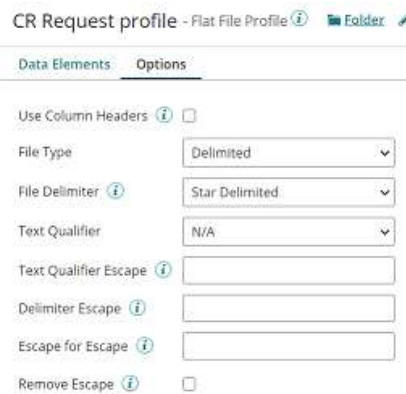 CR Request profile - Flat File Profile i Folder
Data Elements Options
Use Column Headers i
File Type Delimited
File Delimiter i Star Delimited
Text Qualifier N/A
Text Qualifier Escape i
Delimiter Escape i
Escape for Escape i
Remove Escape i